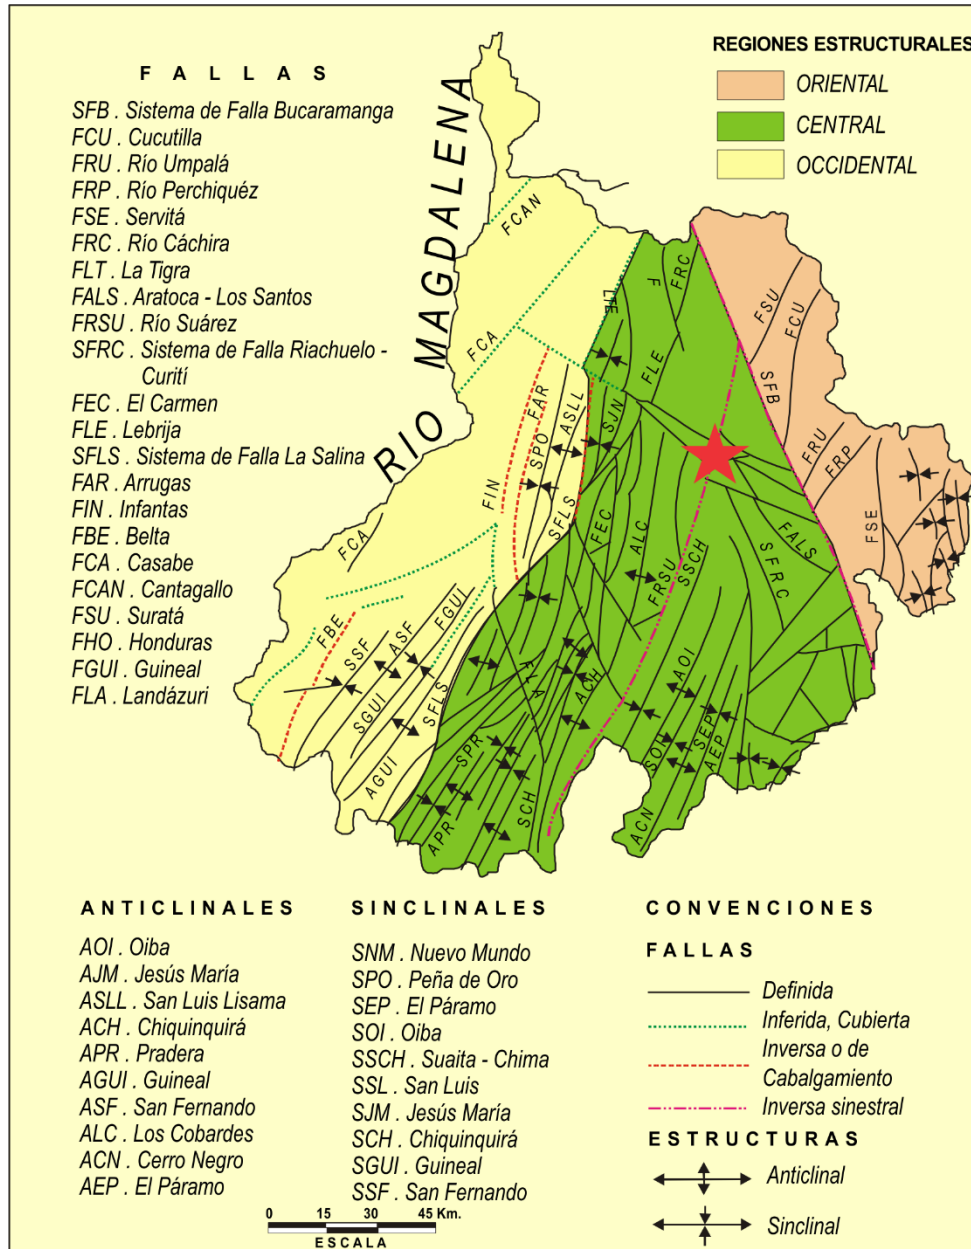 REGIONES ESTRUCTURALES
ORIENTAL
CENTRAL
OCCIDENTAL
FALLAS
SFB . Sistema de Falla Bucaramanga
FCU . Cucutilla
FRU . Río Umpalá
FRP . Río Perchiquéz
FSE . Servitá
FRC . Río Cáchira
FLT . La Tigra
FALS . Aratoca - Los Santos
FRSU . Río Suárez
SFRC . Sistema de Falla Riachuelo -
Curití
FEC . El Carmen
FLE . Lebrija
SFLS . Sistema de Falla La Salina
FAR . Arrugas
FIN . Infantas
FBE . Belta
FCA . Casabe
FCAN . Cantagallo
FSU . Suratá
FHO . Honduras
FGUI . Guineal
FLA . Landázuri
RIO MAGDALENA
FCAN
FCA
FAR
SPO
ASLL
FIN
SFLS
SJN
F
FRC
FLE
FSU
FCU
SFB
FRU
FRP
FSE
FALS
SFRC
FEC
ALC
FRSU
SSCH
FCA
FBE
SSF
ASF
FGUI
SGUI
SFLS
AGUI
FLA
ACH
SPR
APR
SCH
AOI
SOI
SEP
AEP
ACN
ANTICLINALES
AOI . Oiba
AJM . Jesús María
ASLL . San Luis Lisama
ACH . Chiquinquirá
APR . Pradera
AGUI . Guineal
ASF . San Fernando
ALC . Los Cobardes
ACN . Cerro Negro
AEP . El Páramo
SINCLINALES
SNM . Nuevo Mundo
SPO . Peña de Oro
SEP . El Páramo
SOI . Oiba
SSCH . Suaita - Chima
SSL . San Luis
SJM . Jesús María
SCH . Chiquinquirá
SGUI . Guineal
SSF . San Fernando
CONVENCIONES
FALLAS
Definida
Inferida, Cubierta
Inversa o de
Cabalgamiento
Inversa sinestral
ESTRUCTURAS
Anticlinal
Sinclinal
0 15 30 45 Km.
ESCALA